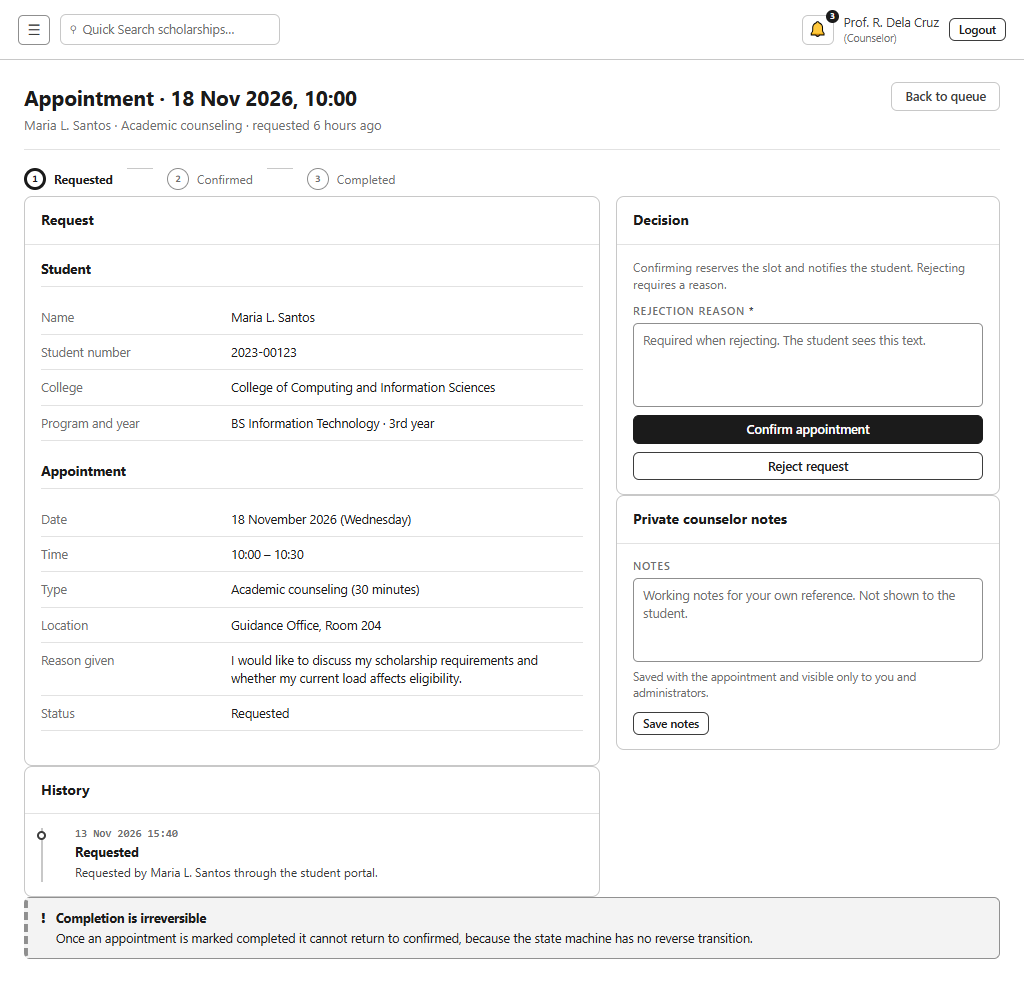 ☰
Quick Search scholarships...
3
Prof. R. Dela Cruz
(Counselor)
Logout
Appointment · 18 Nov 2026, 10:00
Maria L. Santos · Academic counseling · requested 6 hours ago
Back to queue
1 Requested
2 Confirmed
3 Completed
Request
Student
Name Maria L. Santos
Student number 2023-00123
College College of Computing and Information Sciences
Program and year BS Information Technology · 3rd year
Appointment
Date 18 November 2026 (Wednesday)
Time 10:00 – 10:30
Type Academic counseling (30 minutes)
Location Guidance Office, Room 204
Reason given I would like to discuss my scholarship requirements and
whether my current load affects eligibility.
Status Requested
History
13 Nov 2026 15:40
Requested
Requested by Maria L. Santos through the student portal.
Decision
Confirming reserves the slot and notifies the student. Rejecting
requires a reason.
REJECTION REASON *
Required when rejecting. The student sees this text.
Confirm appointment
Reject request
Private counselor notes
NOTES
Working notes for your own reference. Not shown to the
student.
Saved with the appointment and visible only to you and
administrators.
Save notes
! Completion is irreversible
Once an appointment is marked completed it cannot return to confirmed, because the state machine has no reverse transition.